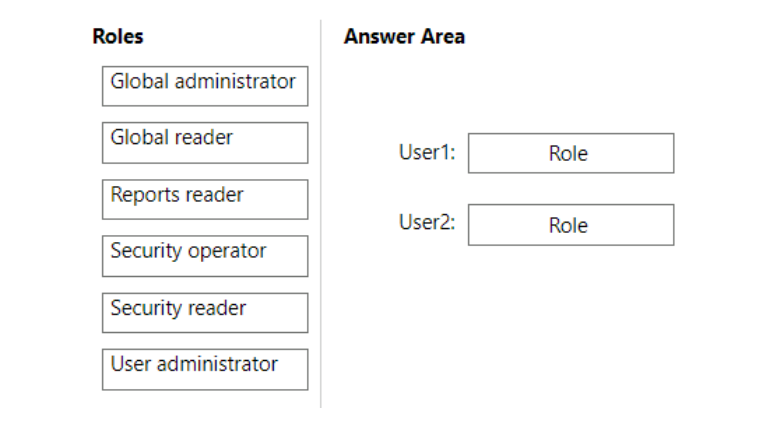 Roles
Global administrator
Global reader
Reports reader
Security operator
Security reader
User administrator
Answer Area
User1: Role
User2: Role